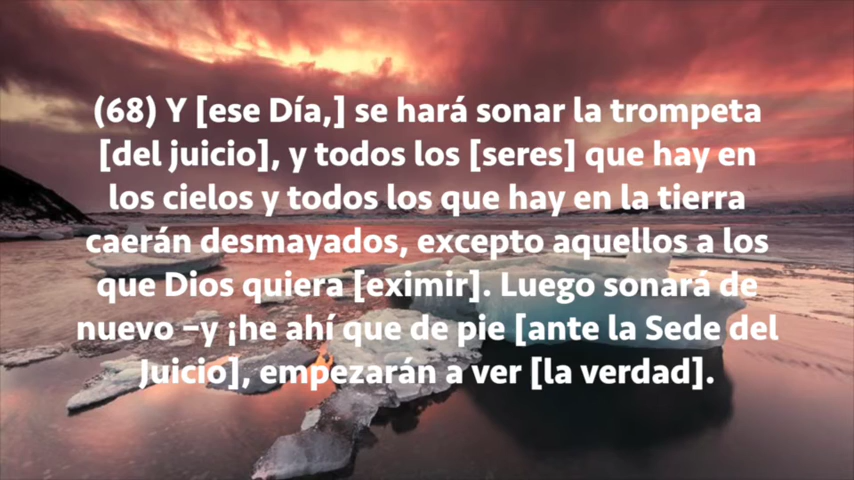 (68) Y [ese Día,] se hará sonar la trompeta
[del juicio], y todos los [seres] que hay en
los cielos y todos los que hay en la tierra
caerán desmayados, excepto aquellos a los
que Dios quiera [eximir]. Luego sonará de
nuevo –y ¡he ahí que de pie [ante la Sede del
Juicio], empezarán a ver [la verdad].